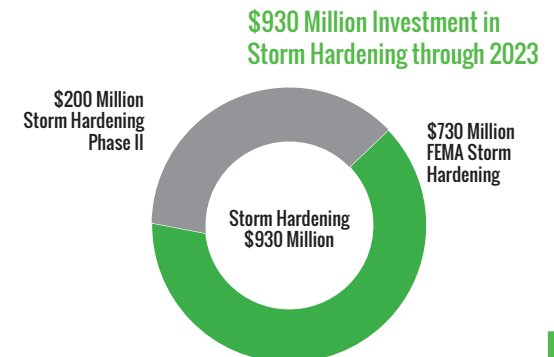 $930 Million Investment in
Storm Hardening through 2023
$200 Million
Storm Hardening
Phase II
$730 Million
FEMA Storm
Hardening
Storm Hardening
$930 Million